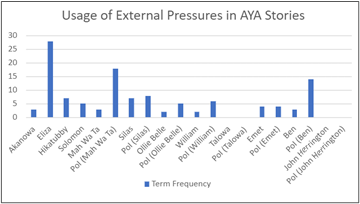 Usage of External Pressures in AYA Stories
30
25
20
15
10
5
0
Akanowa
Eliza
Hikatubby
Solomon
Mah Wa Ta
Pol (Mah Wa Ta)
Silas
Pol (Silas)
Ollie Belle
Pol (Ollie Belle)
William
Pol (William)
Talowa
Pol (Talowa)
Emet
Pol (Emet)
Ben
Pol (Ben)
John Herrington
Pol (John Herrington)
Term Frequency